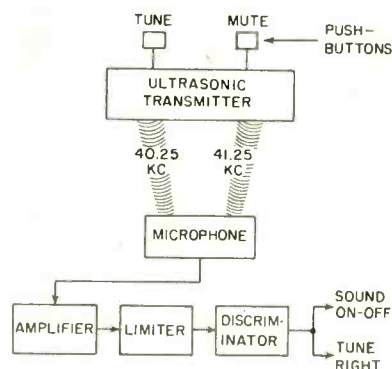 TUNE
MUTE
PUSH-
BUTTONS
ULTRASONIC
TRANSMITTER
40.25
KC
41.25
KC
MICROPHONE
AMPLIFIER
LIMITER
DISCRIM-
INATOR
SOUND
ON-OFF
TUNE
RIGHT